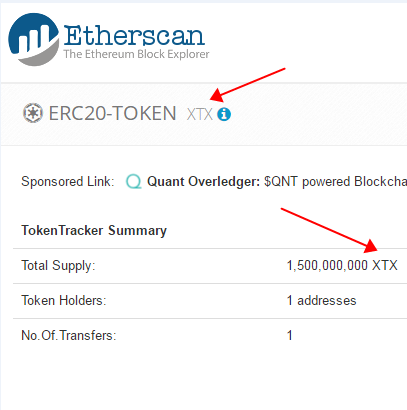 Etherscan
The Ethereum Block Explorer
ERC20-TOKEN XTX i
Sponsored Link: Quant Overledger: $QNT powered Blockcha
TokenTracker Summary
Total Supply: 1,500,000,000 XTX
Token Holders: 1 addresses
No.Of.Transfers: 1